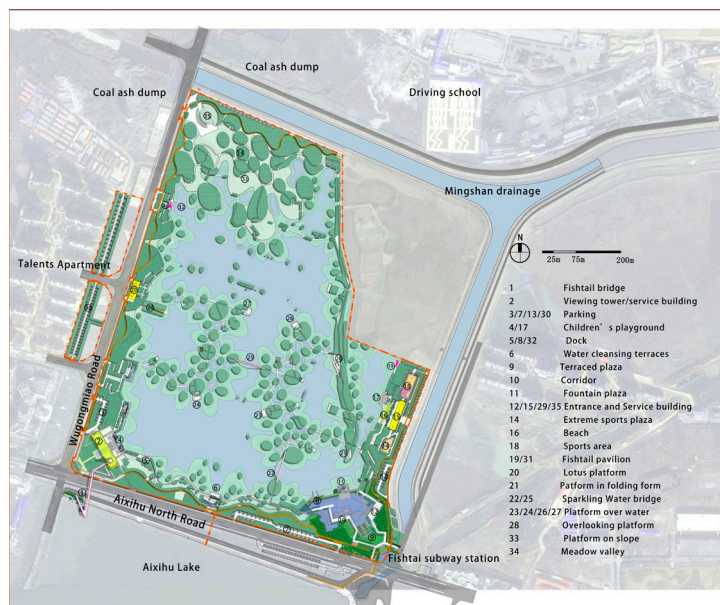 Coal ash dump
Coal ash dump
Driving school
Mingshan drainage
Talents Apartment
Wugongmiao Road
Aixihu North Road
Aixihu Lake
Fishtai subway station
N
25m 75m 200m
1 Fishtail bridge
2 Viewing tower/service building
3/7/13/30 Parking
4/17 Children's playground
5/8/32 Dock
6 Water cleansing terraces
9 Terraced plaza
10 Corridor
11 Fountain plaza
12/15/29/35 Entrance and Service building
14 Extreme sports plaza
16 Beach
18 Sports area
19/31 Fishtail pavilion
20 Lotus platform
21 Patform in folding form
22/25 Sparkling Water bridge
23/24/26/27 Platform over water
28 Overlooking platform
33 Platform on slope
34 Meadow valley